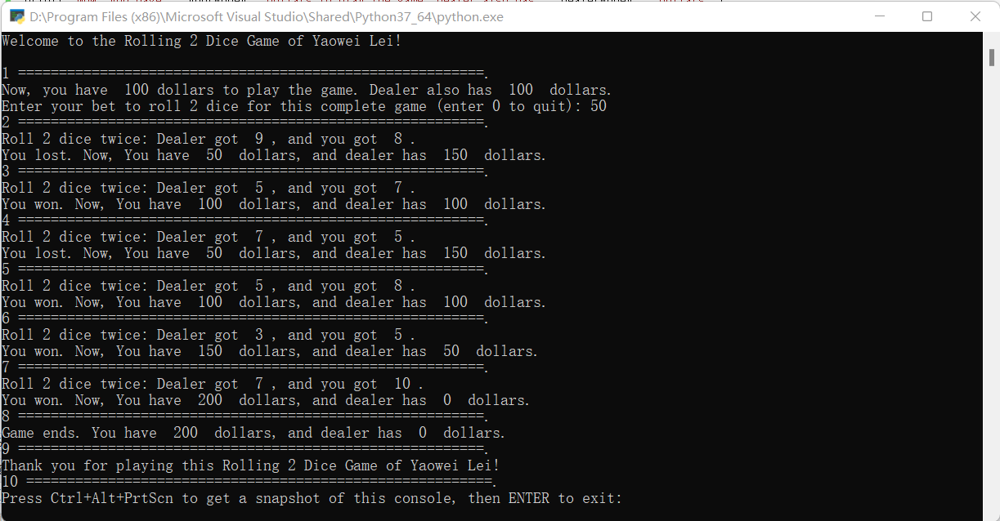 D:\Program Files (x86)\Microsoft Visual Studio\Shared\Python37_64\python.exe
Welcome to the Rolling 2 Dice Game of Yaowei Lei!
1 =========================================================.
Now, you have  100 dollars to play the game. Dealer also has  100  dollars.
Enter your bet to roll 2 dice for this complete game (enter 0 to quit): 50
2 =========================================================.
Roll 2 dice twice: Dealer got  9 , and you got  8 .
You lost. Now, You have  50  dollars, and dealer has  150  dollars.
3 =========================================================.
Roll 2 dice twice: Dealer got  5 , and you got  7 .
You won. Now, You have  100  dollars, and dealer has  100  dollars.
4 =========================================================.
Roll 2 dice twice: Dealer got  7 , and you got  5 .
You lost. Now, You have  50  dollars, and dealer has  150  dollars.
5 =========================================================.
Roll 2 dice twice: Dealer got  5 , and you got  8 .
You won. Now, You have  100  dollars, and dealer has  100  dollars.
6 =========================================================.
Roll 2 dice twice: Dealer got  3 , and you got  5 .
You won. Now, You have  150  dollars, and dealer has  50  dollars.
7 =========================================================.
Roll 2 dice twice: Dealer got  7 , and you got  10 .
You won. Now, You have  200  dollars, and dealer has  0  dollars.
8 =========================================================.
Game ends. You have  200  dollars, and dealer has  0  dollars.
9 =========================================================.
Thank you for playing this Rolling 2 Dice Game of Yaowei Lei!
10 =========================================================.
Press Ctrl+Alt+PrtScn to get a snapshot of this console, then ENTER to exit: